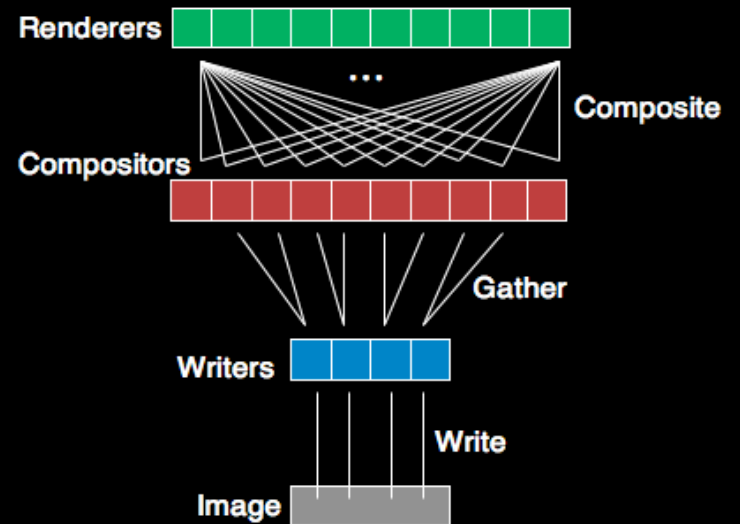 Renderers
...
Composite
Compositors
Gather
Writers
Write
Image